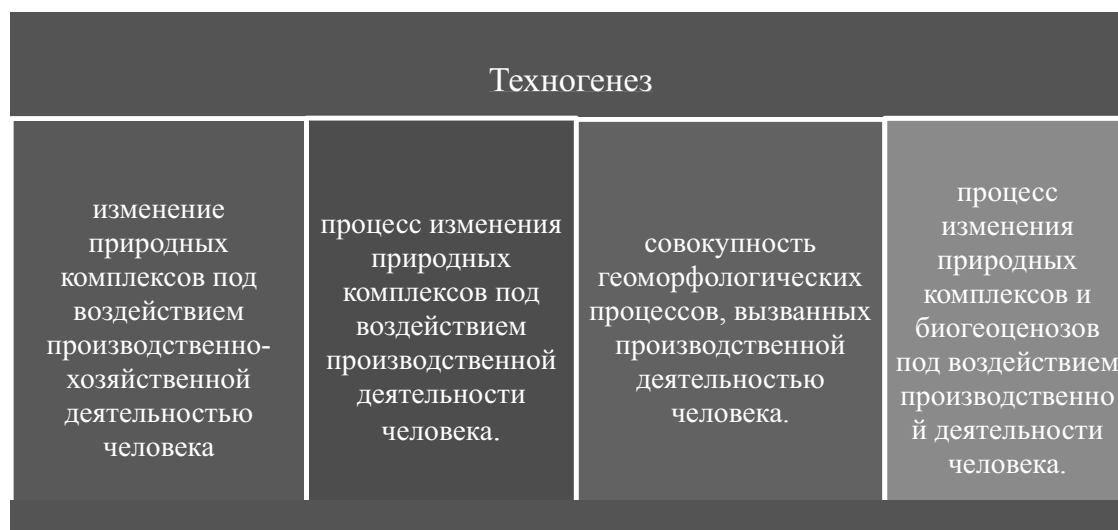 Техногенез
изменение
природных
комплексов под
воздействием
производственно-
хозяйственной
деятельностью
человека
процесс изменения
природных
комплексов под
воздействием
производственной
деятельности
человека.
совокупность
геоморфологических
процессов, вызванных
производственной
деятельностью
человека.
процесс
изменения
природных
комплексов и
биогеоценозов
под воздействием
производственно
й деятельности
человека.